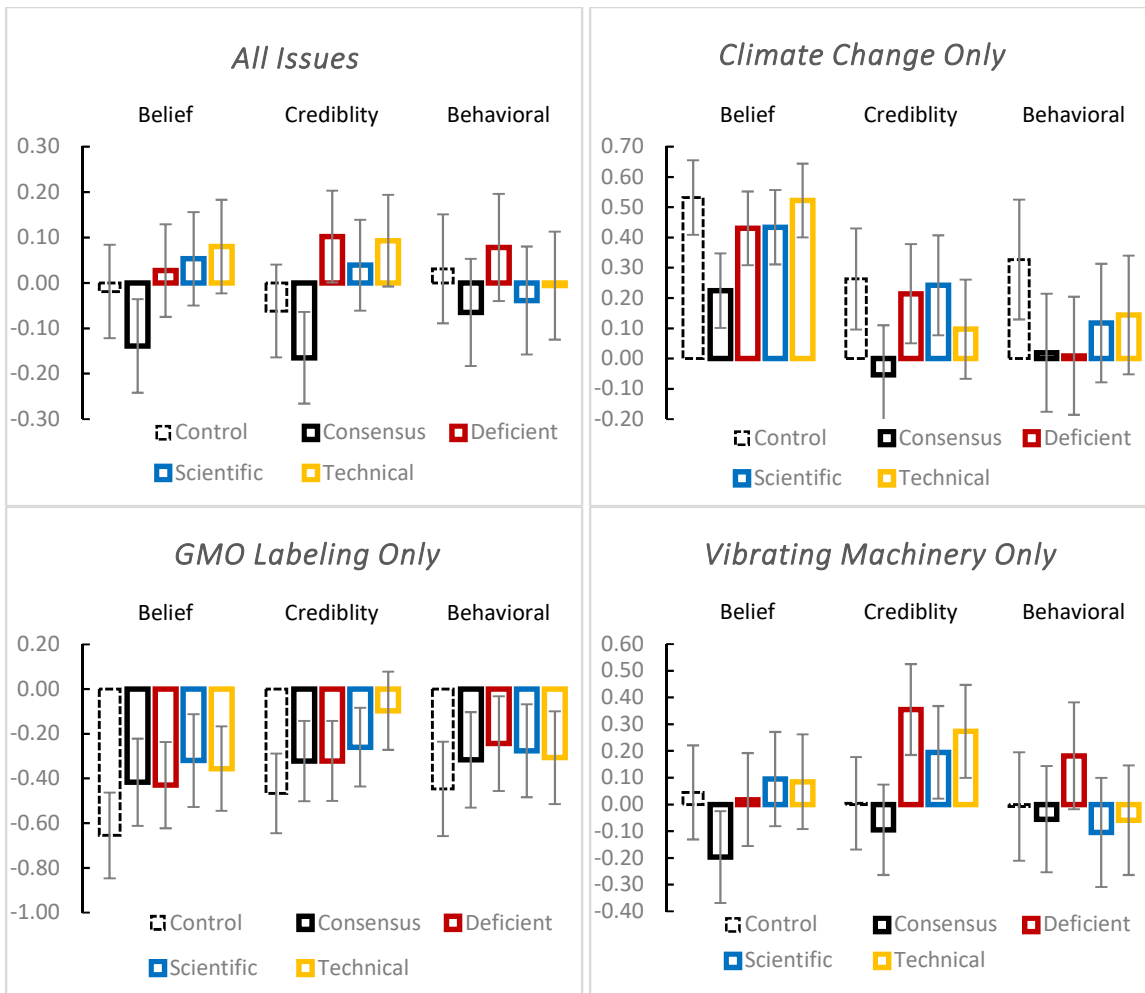 All Issues
Belief Crediblity Behavioral
0.30
0.20
0.10
0.00
-0.10
-0.20
-0.30
Control Consensus Deficient
Scientific Technical
Climate Change Only
Belief Crediblity Behavioral
0.70
0.60
0.50
0.40
0.30
0.20
0.10
0.00
-0.10
-0.20
Control Consensus Deficient
Scientific Technical
GMO Labeling Only
Belief Crediblity Behavioral
0.20
0.00
-0.20
-0.40
-0.60
-0.80
-1.00
Control Consensus Deficient
Scientific Technical
Vibrating Machinery Only
Belief Crediblity Behavioral
0.60
0.50
0.40
0.30
0.20
0.10
0.00
-0.10
-0.20
-0.30
-0.40
Control Consensus Deficient
Scientific Technical